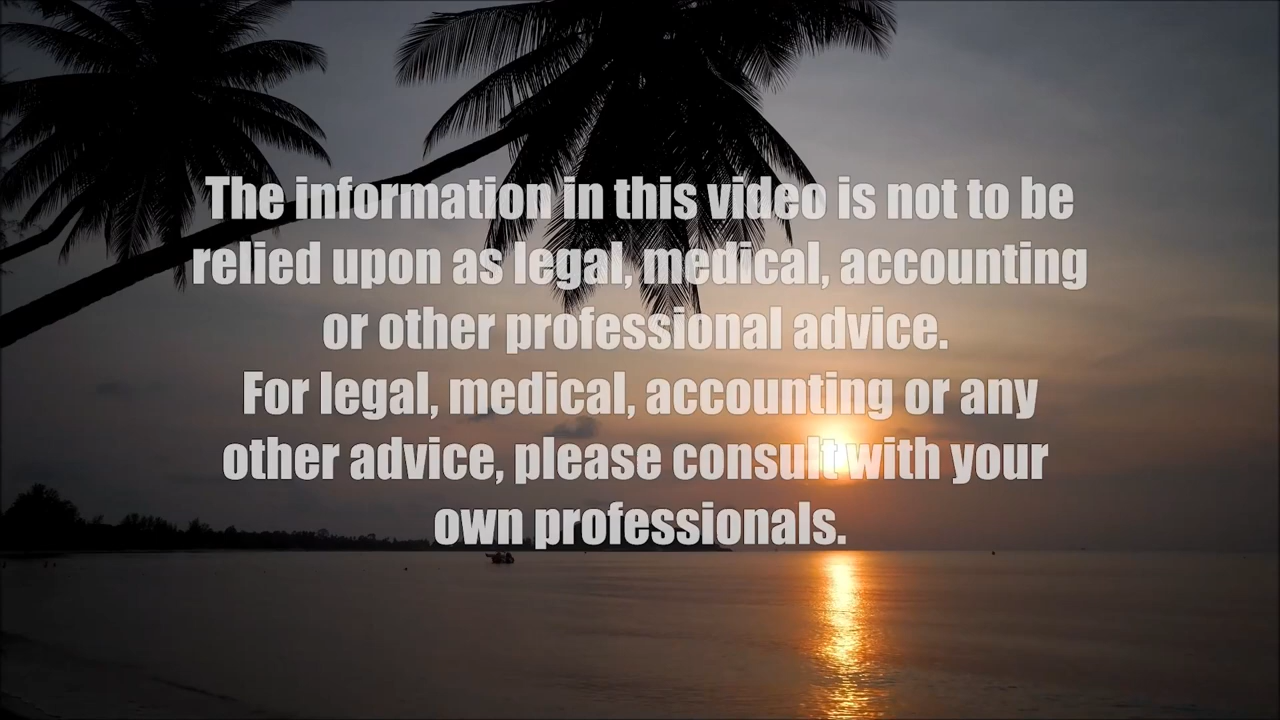 The information in this video is not to be
relied upon as legal, medical, accounting
or other professional advice.
For legal, medical, accounting or any
other advice, please consult with your
own professionals.